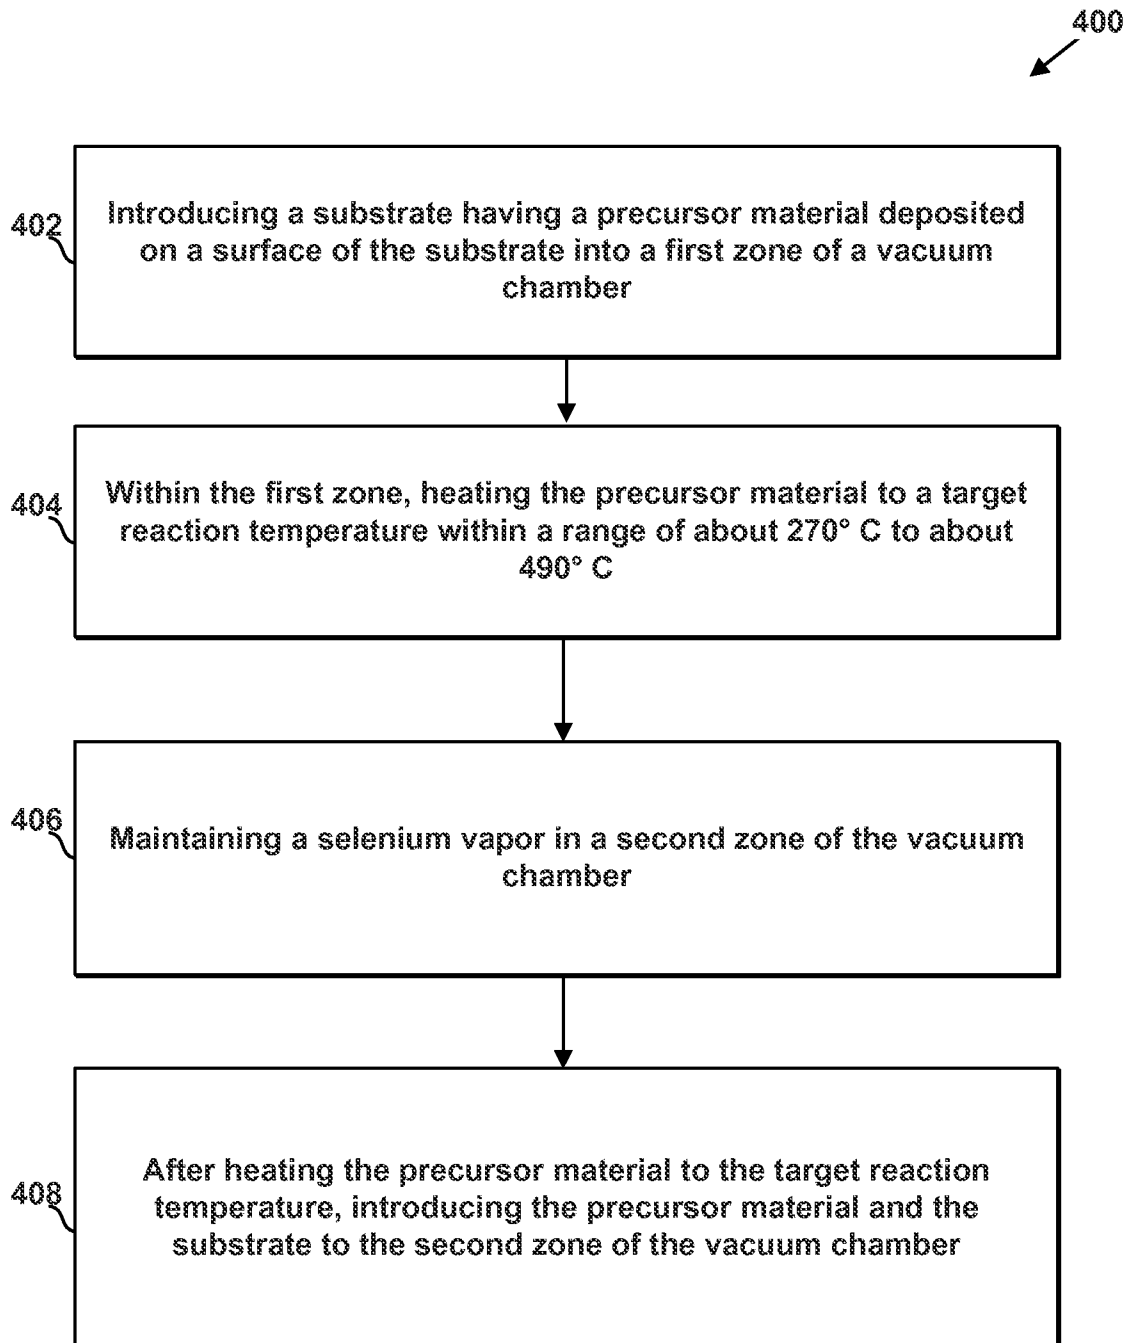 400
402
Introducing a substrate having a precursor material deposited
on a surface of the substrate into a first zone of a vacuum
chamber
404
Within the first zone, heating the precursor material to a target
reaction temperature within a range of about 270° C to about
490° C
406
Maintaining a selenium vapor in a second zone of the vacuum
chamber
408
After heating the precursor material to the target reaction
temperature, introducing the precursor material and the
substrate to the second zone of the vacuum chamber